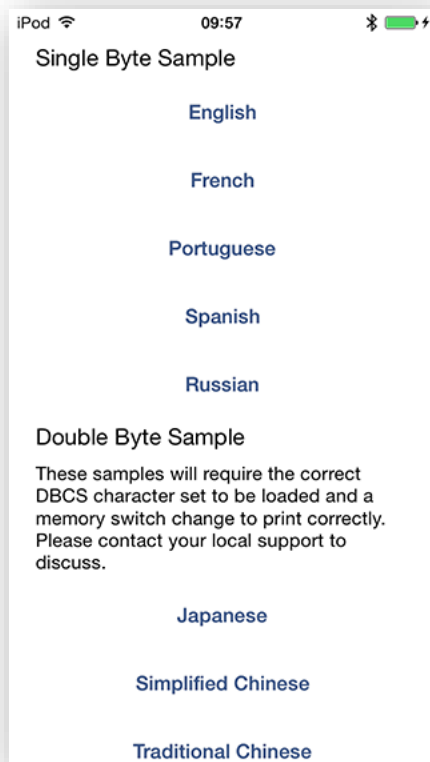 iPod 09:57
Single Byte Sample
English
French
Portuguese
Spanish
Russian
Double Byte Sample
These samples will require the correct
DBCS character set to be loaded and a
memory switch change to print correctly.
Please contact your local support to
discuss.
Japanese
Simplified Chinese
Traditional Chinese